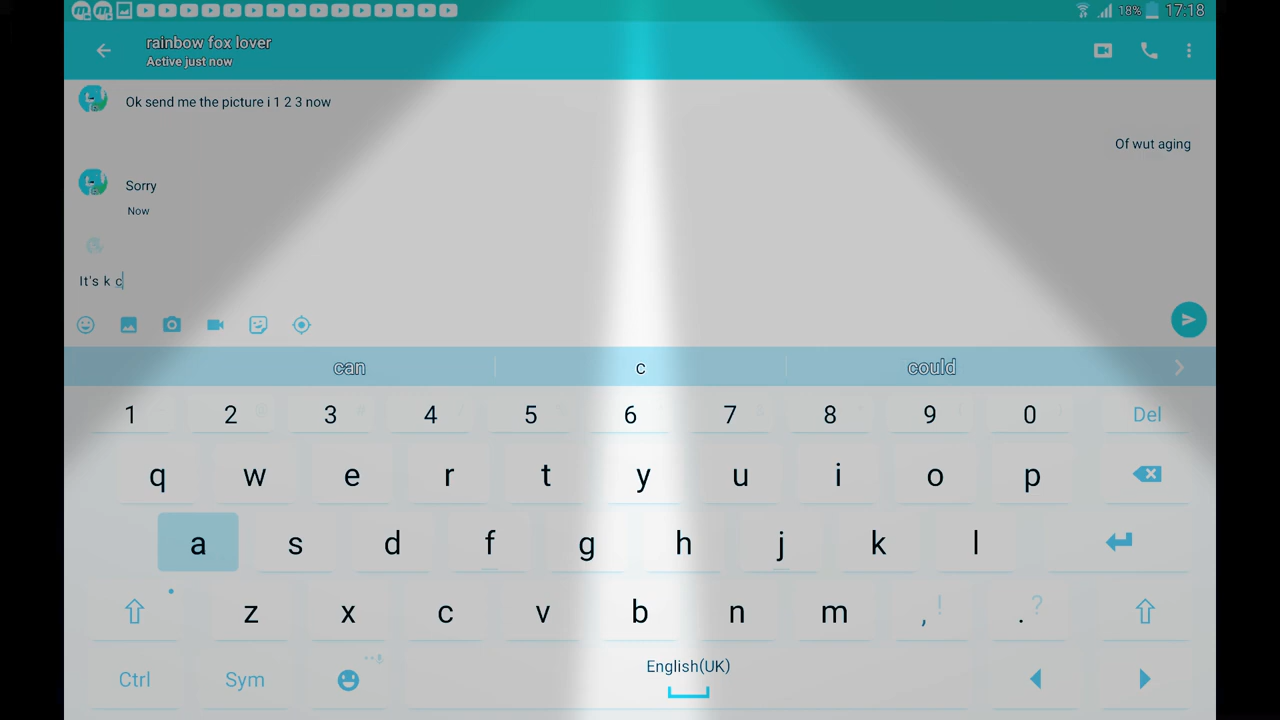 18% 17:18
rainbow fox lover
Active just now
Ok send me the picture i 1 2 3 now
Of wut aging
Sorry
Now
It's k c
can c could
1 2 3 4 5 6 7 8 9 0 Del
q w e r t y u i o p
a s d f g h j k l
z x c v b n m , ! . ?
Ctrl Sym English(UK)